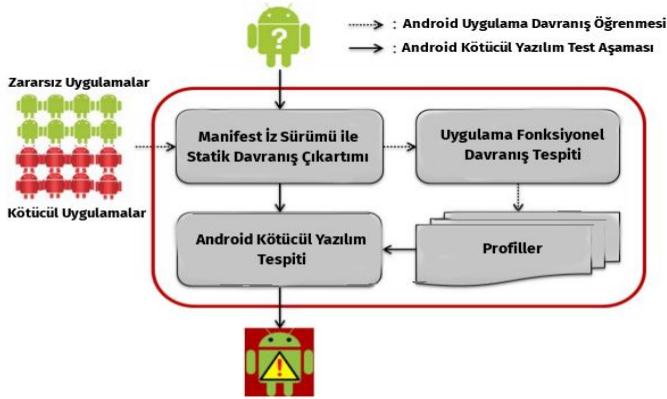 ?
: Android Uygulama Davranış Öğrenmesi
: Android Kötücül Yazılım Test Aşaması
Zararsız Uygulamalar
Kötücül Uygulamalar
Manifest İz Sürümü ile
Statik Davranış Çıkartımı
Uygulama Fonksiyonel
Davranış Tespiti
Android Kötücül Yazılım
Tespiti
Profiller
!